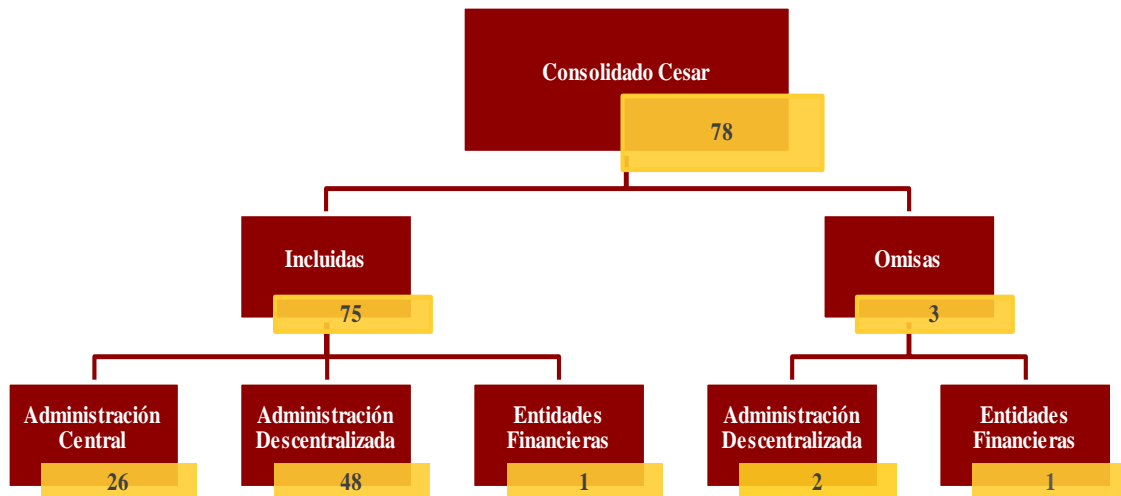 Consolidado Cesar
78
Incluidas
75
Omisas
3
Administración
Central
26
Administración
Descentralizada
48
Entidades
Financieras
1
Administración
Descentralizada
2
Entidades
Financieras
1